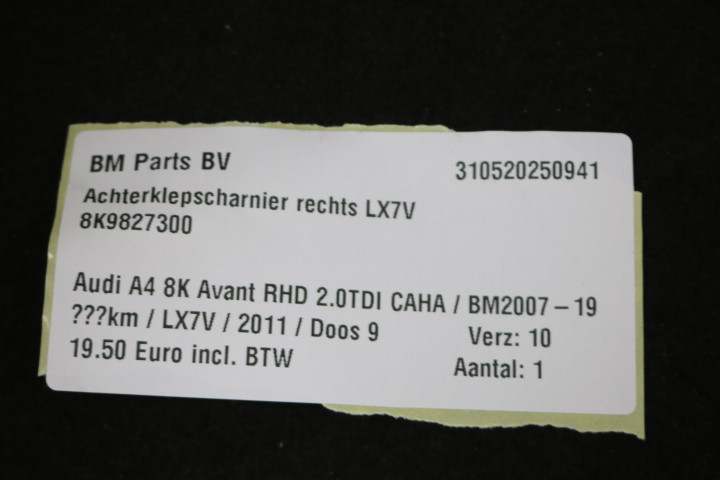 BM Parts BV 310520250941
Achterklepscharnier rechts LX7V
8K9827300
Audi A4 8K Avant RHD 2.0TDI CAHA / BM2007-19
???km / LX7V / 2011 / Doos 9 Verz: 10
19.50 Euro incl. BTW Aantal: 1